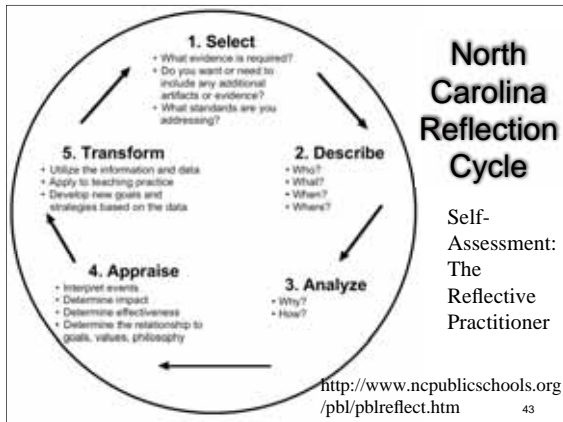 1. Select
• What evidence is required?
• Do you want or need to
include any additional
artifacts or evidence?
• What standards are you
addressing?
2. Describe
• Who?
• What?
• When?
• Where?
3. Analyze
• Why?
• How?
4. Appraise
• Interpret events
• Determine impact
• Determine effectiveness
• Determine the relationship to
goals, values, philosophy
5. Transform
• Utilize the information and data
• Apply to teaching practice
• Develop new goals and
strategies based on the data
North
Carolina
Reflection
Cycle
Self-
Assessment:
The
Reflective
Practitioner
http://www.ncpublicschools.org
/pbl/pblreflect.htm
43